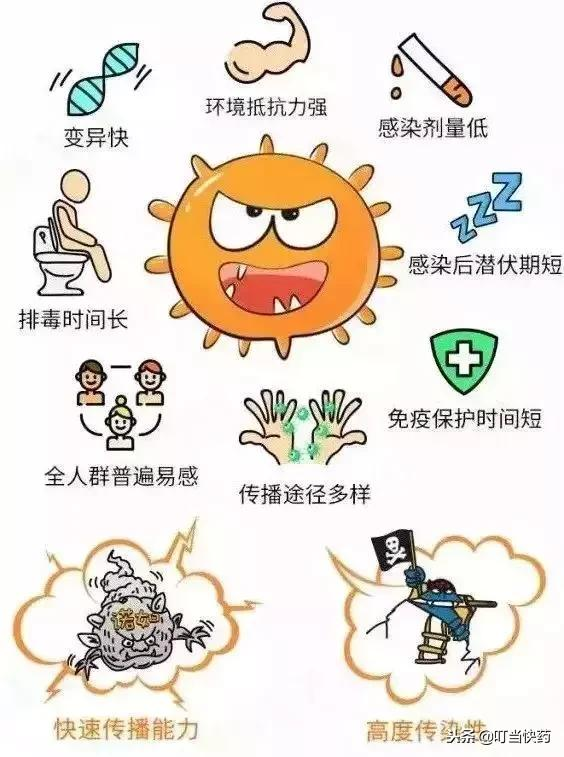 变异快
环境抵抗力强
感染剂量低
排毒时间长
感染后潜伏期短
全人群普遍易感
传播途径多样
免疫保护时间短
诺如
快速传播能力
高度传染性
头条@叮当快药